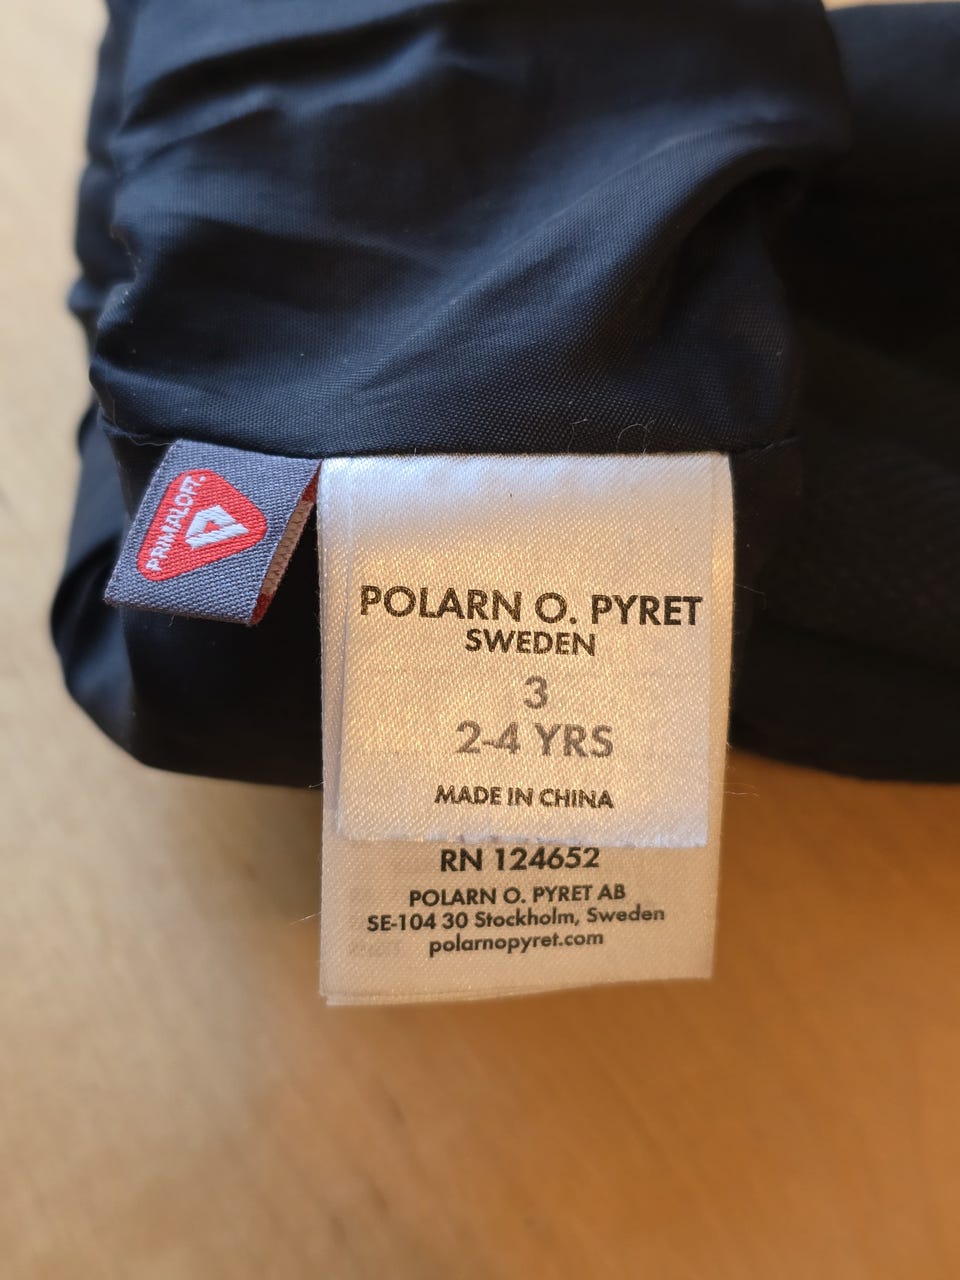 PRIMALOFT
POLARN O. PYRET
SWEDEN
3
2-4 YRS
MADE IN CHINA
RN 124652
POLARN O. PYRET AB
SE-104 30 Stockholm, Sweden
polarnopyret.com